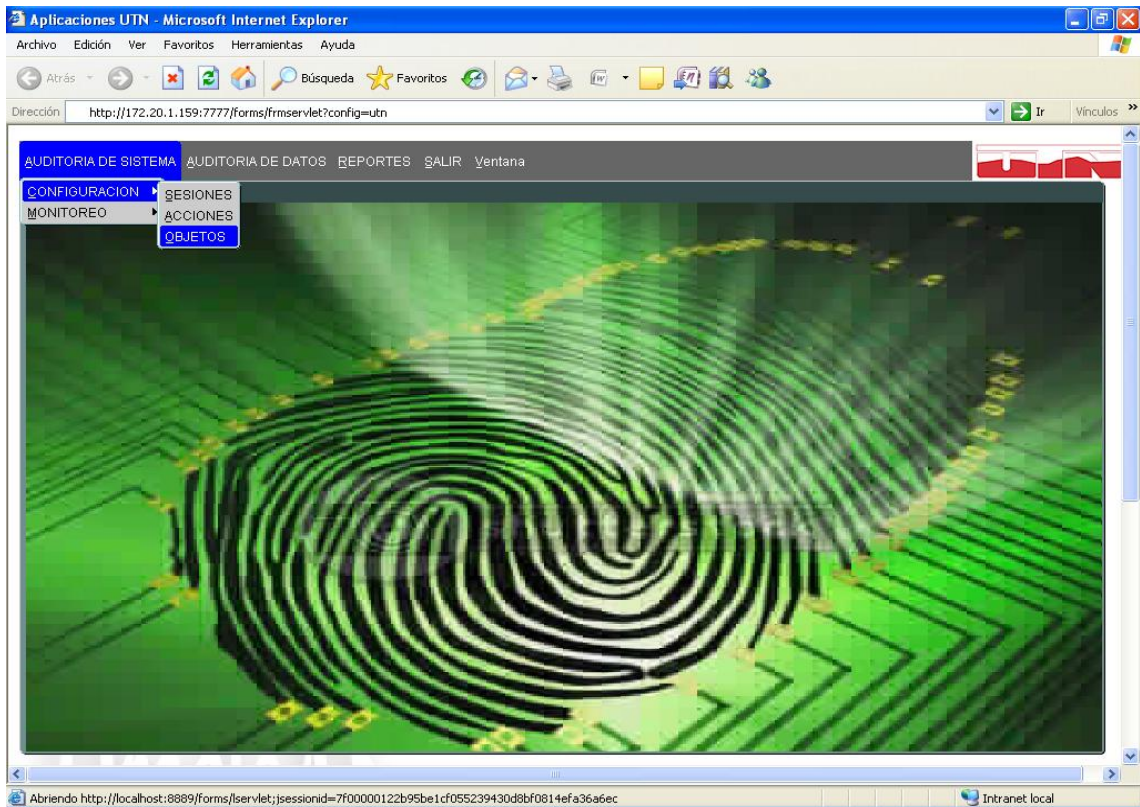 Aplicaciones UTN - Microsoft Internet Explorer
Archivo Edición Ver Favoritos Herramientas Ayuda
Atrás Búsqueda Favoritos
Dirección http://172.20.1.159:7777/forms/frmservlet?config=utn Ir Vínculos »
AUDITORIA DE SISTEMA AUDITORIA DE DATOS REPORTES SALIR Ventana
CONFIGURACION
MONITOREO
SESIONES
ACCIONES
OBJETOS
Abriendo http://localhost:8889/forms/lservlet;jsessionid=7f00000122b95be1cf055239430d8bf0814efa36a6ec Intranet local